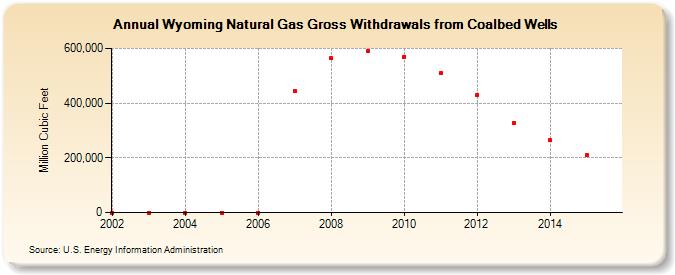 Annual Wyoming Natural Gas Gross Withdrawals from Coalbed Wells
Million Cubic Feet
600,000
400,000
200,000
0
2002 2004 2006 2008 2010 2012 2014
Source: U.S. Energy Information Administration